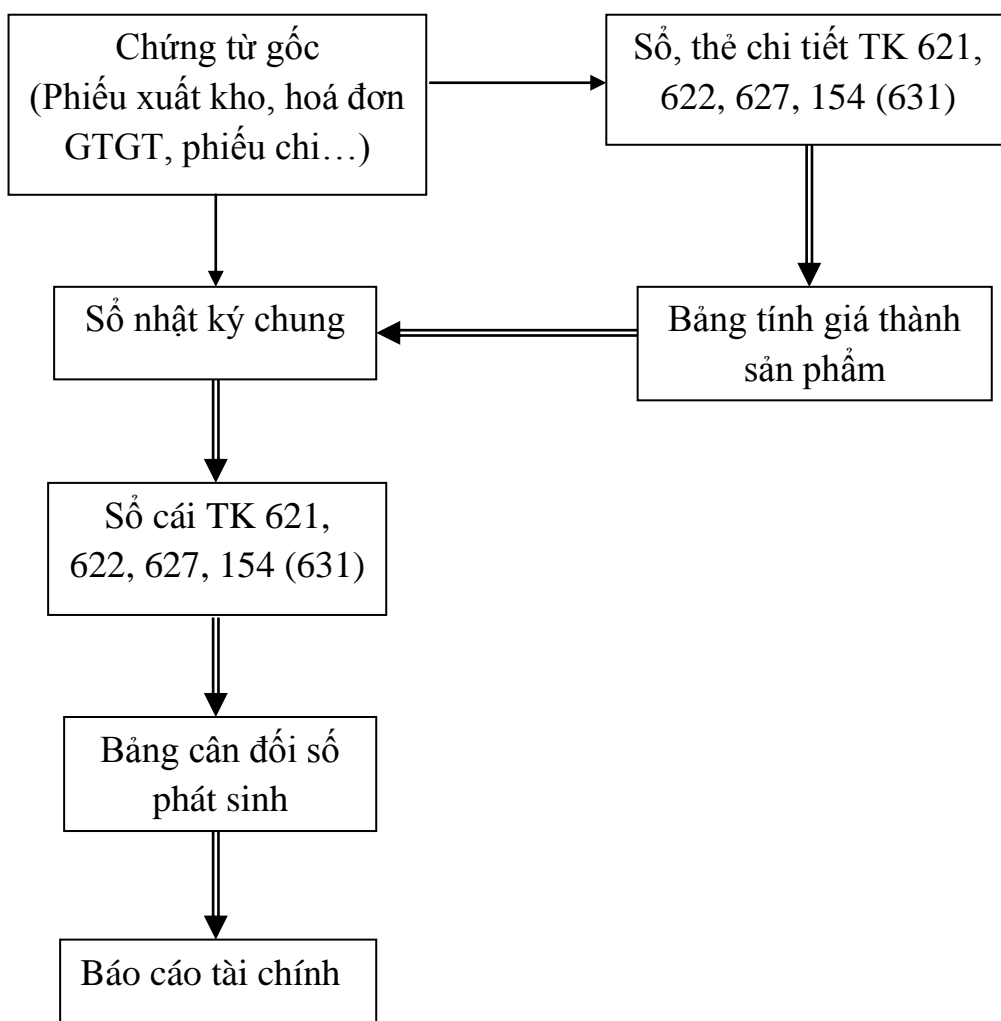 Chứng từ gốc
(Phiếu xuất kho, hoá đơn
GTGT, phiếu chi…)
Sổ, thẻ chi tiết TK 621,
622, 627, 154 (631)
Sổ nhật ký chung
Bảng tính giá thành
sản phẩm
Sổ cái TK 621,
622, 627, 154 (631)
Bảng cân đối số
phát sinh
Báo cáo tài chính